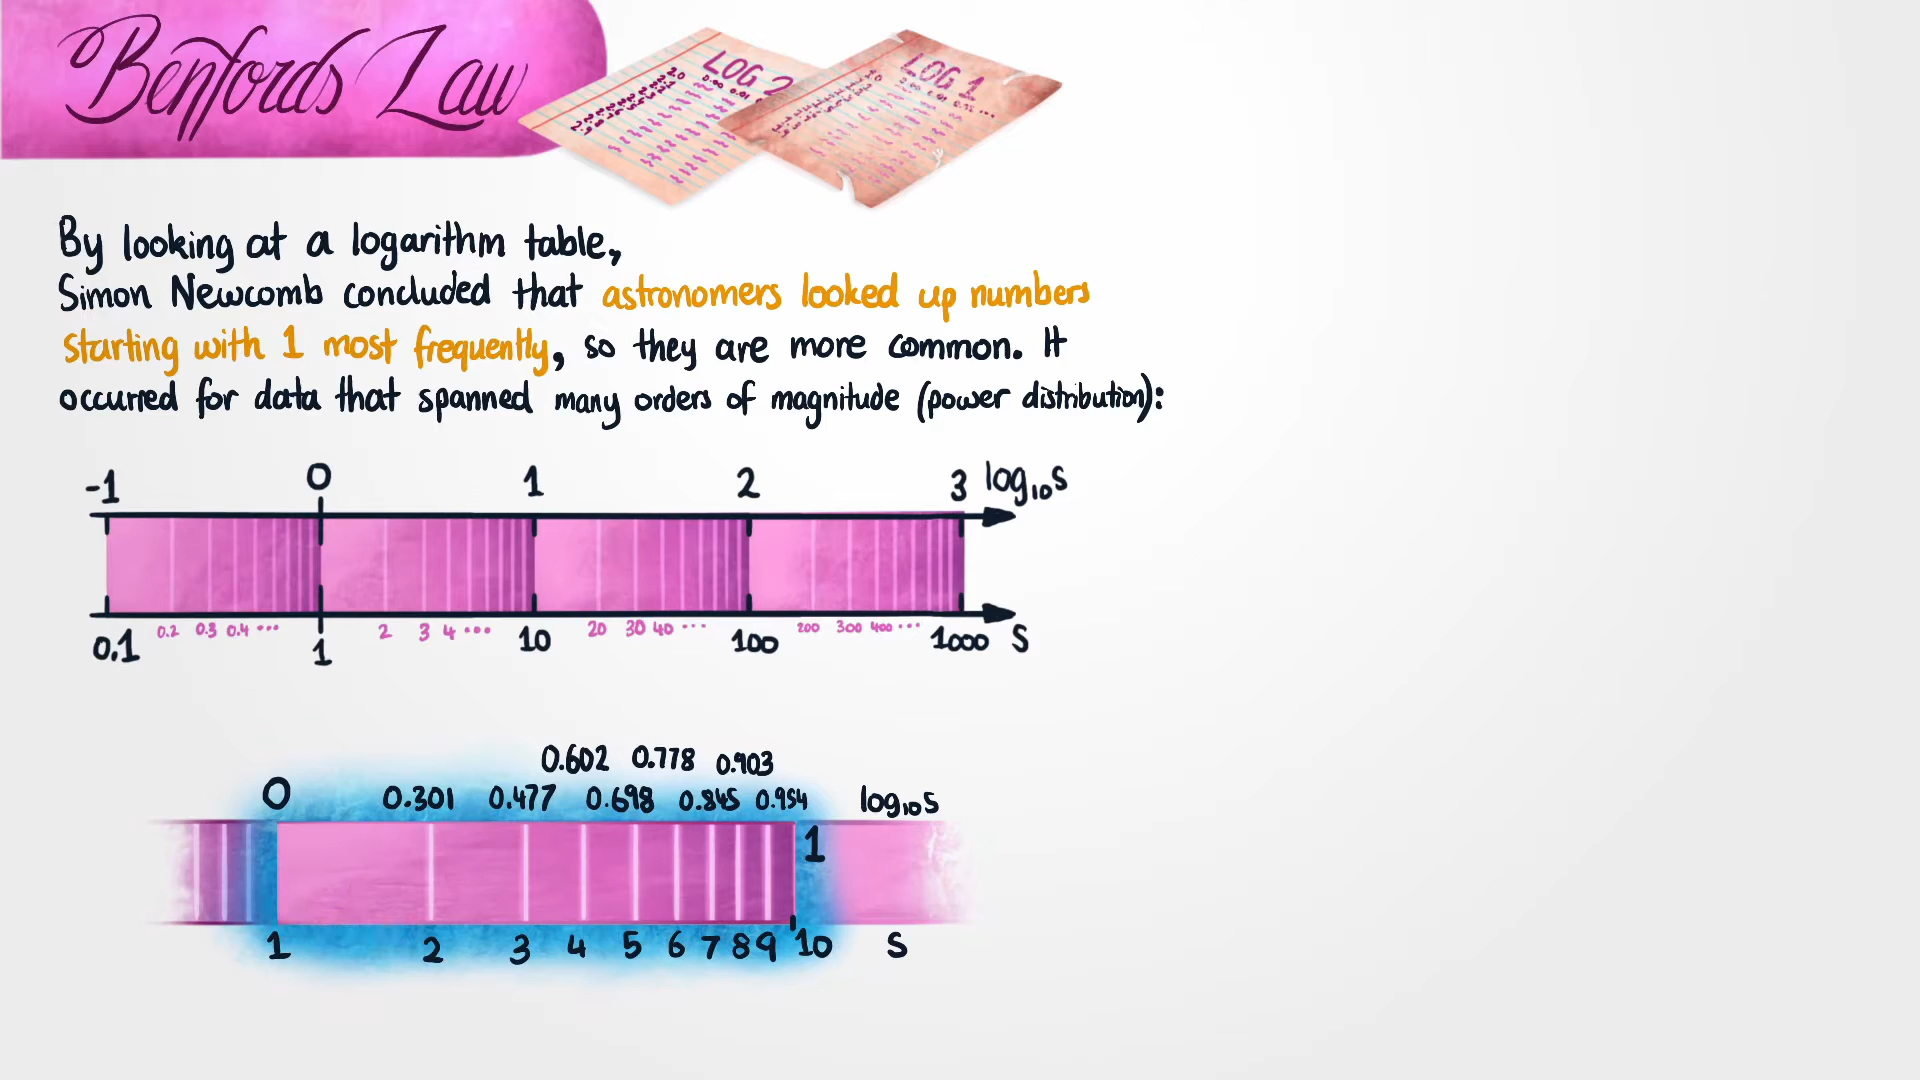 Benfords Law
LOG 2
LOG 1
By looking at a logarithm table,
Simon Newcomb concluded that astronomers looked up numbers
starting with 1 most frequently, so they are more common. It
occurred for data that spanned many orders of magnitude (power distribution):
-1 0 1 2 3 log₁₀s
0.1 0.2 0.3 0.4 ... 1 2 3 4 ... 10 20 30 40 ... 100 200 300 400 ... 1000 s
0.602 0.778 0.903
0 0.301 0.477 0.698 0.845 0.954 log₁₀s
1
1 2 3 4 5 6 7 8 9 10 s